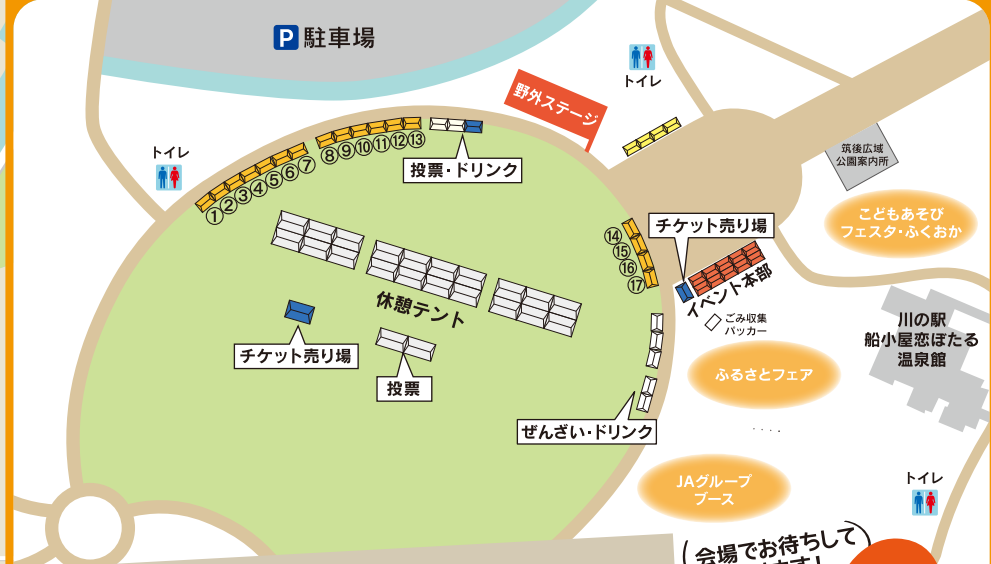 P 駐車場
野外ステージ
トイレ
トイレ
①②③④⑤⑥⑦
⑧⑨⑩⑪⑫⑬
投票・ドリンク
筑後広域
公園案内所
こどもあそび
フェスタ・ふくおか
⑭
⑮
⑯
⑰
チケット売り場
イベント本部
ごみ収集
パッカー
休憩テント
チケット売り場
投票
ぜんざい・ドリンク
川の駅
船小屋恋ぼたる
温泉館
ふるさとフェア
JAグループ
ブース
トイレ
会場でお待ちして